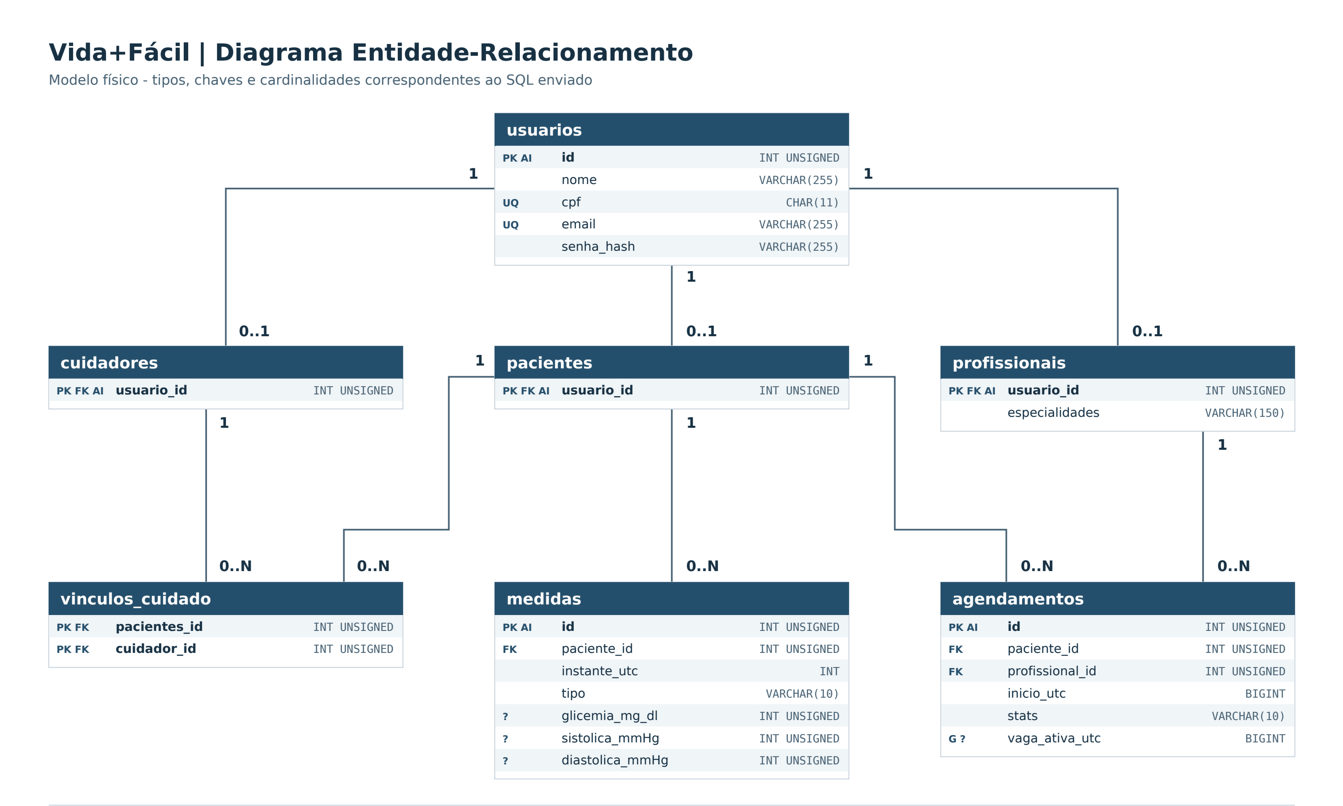 Vida+Fácil | Diagrama Entidade-Relacionamento
Modelo físico - tipos, chaves e cardinalidades correspondentes ao SQL enviado
usuarios
PK AI id INT UNSIGNED
nome VARCHAR(255)
UQ cpf CHAR(11)
UQ email VARCHAR(255)
senha_hash VARCHAR(255)
1 1
1
0..1 0..1 0..1
cuidadores
PK FK AI usuario_id INT UNSIGNED
1 pacientes 1
PK FK AI usuario_id INT UNSIGNED
profissionais
PK FK AI usuario_id INT UNSIGNED
especialidades VARCHAR(150)
1 1 1
0..N 0..N 0..N 0..N 0..N
vinculos_cuidado
PK FK pacientes_id INT UNSIGNED
PK FK cuidador_id INT UNSIGNED
medidas
PK AI id INT UNSIGNED
FK paciente_id INT UNSIGNED
instante_utc INT
tipo VARCHAR(10)
? glicemia_mg_dl INT UNSIGNED
? sistolica_mmHg INT UNSIGNED
? diastolica_mmHg INT UNSIGNED
agendamentos
PK AI id INT UNSIGNED
FK paciente_id INT UNSIGNED
FK profissional_id INT UNSIGNED
inicio_utc BIGINT
stats VARCHAR(10)
G ? vaga_ativa_utc BIGINT